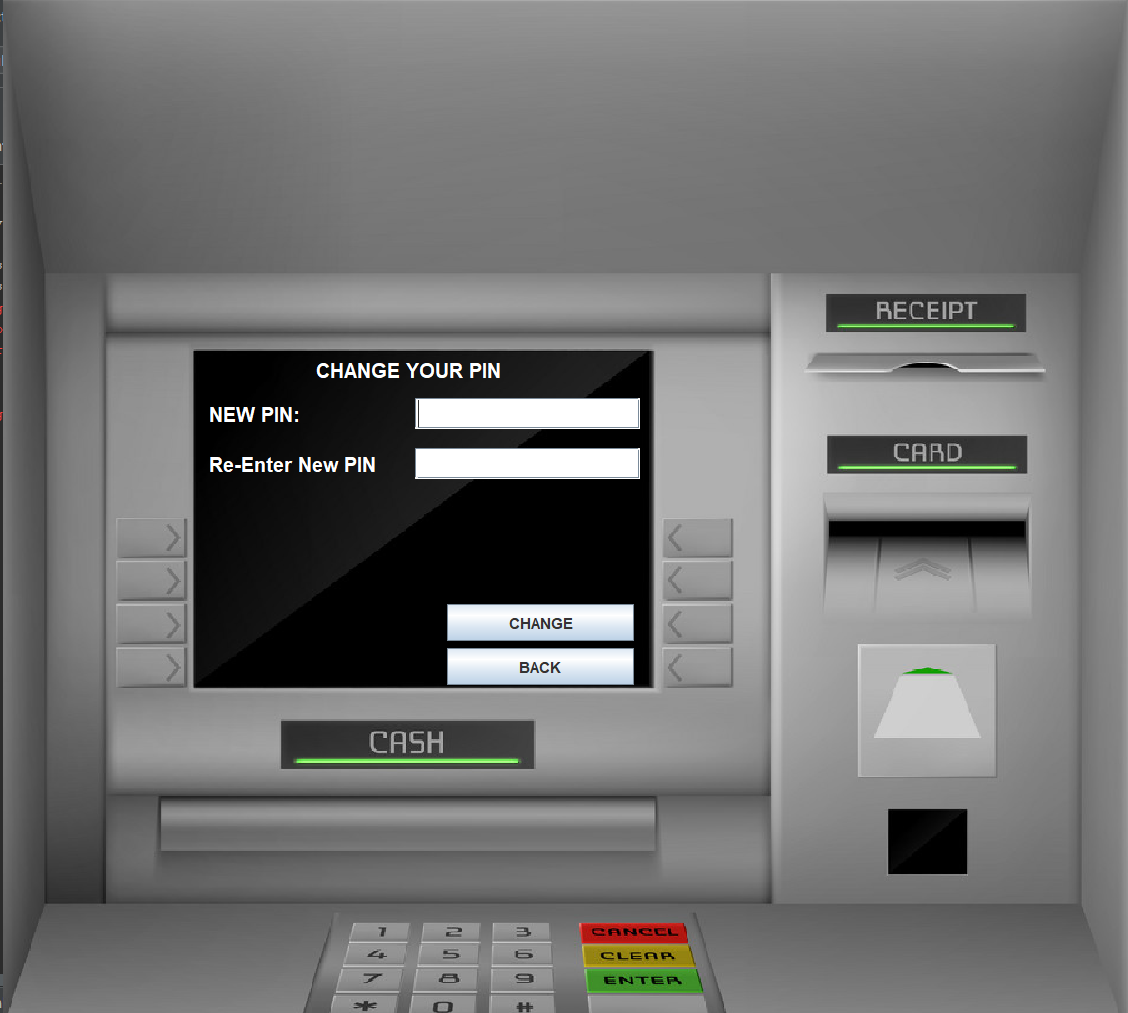 RECEIPT
CHANGE YOUR PIN
NEW PIN:
Re-Enter New PIN
CARD
CHANGE
BACK
CASH
1 2 3 CANCEL
4 5 6 CLEAR
7 8 9 ENTER
* 0 #